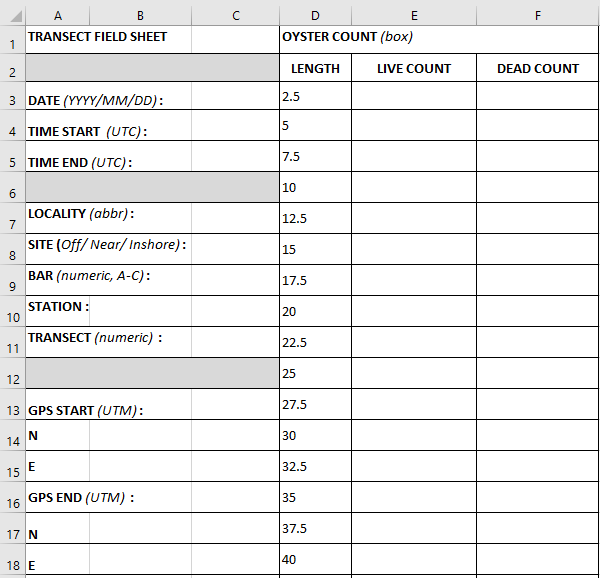 A B C D E F
1 TRANSECT FIELD SHEET OYSTER COUNT (box)
2 LENGTH LIVE COUNT DEAD COUNT
3 DATE (YYYY/MM/DD) : 2.5
4 TIME START (UTC) : 5
5 TIME END (UTC) : 7.5
6 10
7 LOCALITY (abbr) : 12.5
8 SITE (Off/ Near/ Inshore) : 15
9 BAR (numeric, A-C) : 17.5
10 STATION : 20
11 TRANSECT (numeric) : 22.5
12 25
13 GPS START (UTM) : 27.5
14 N 30
15 E 32.5
16 GPS END (UTM) : 35
17 N 37.5
18 E 40